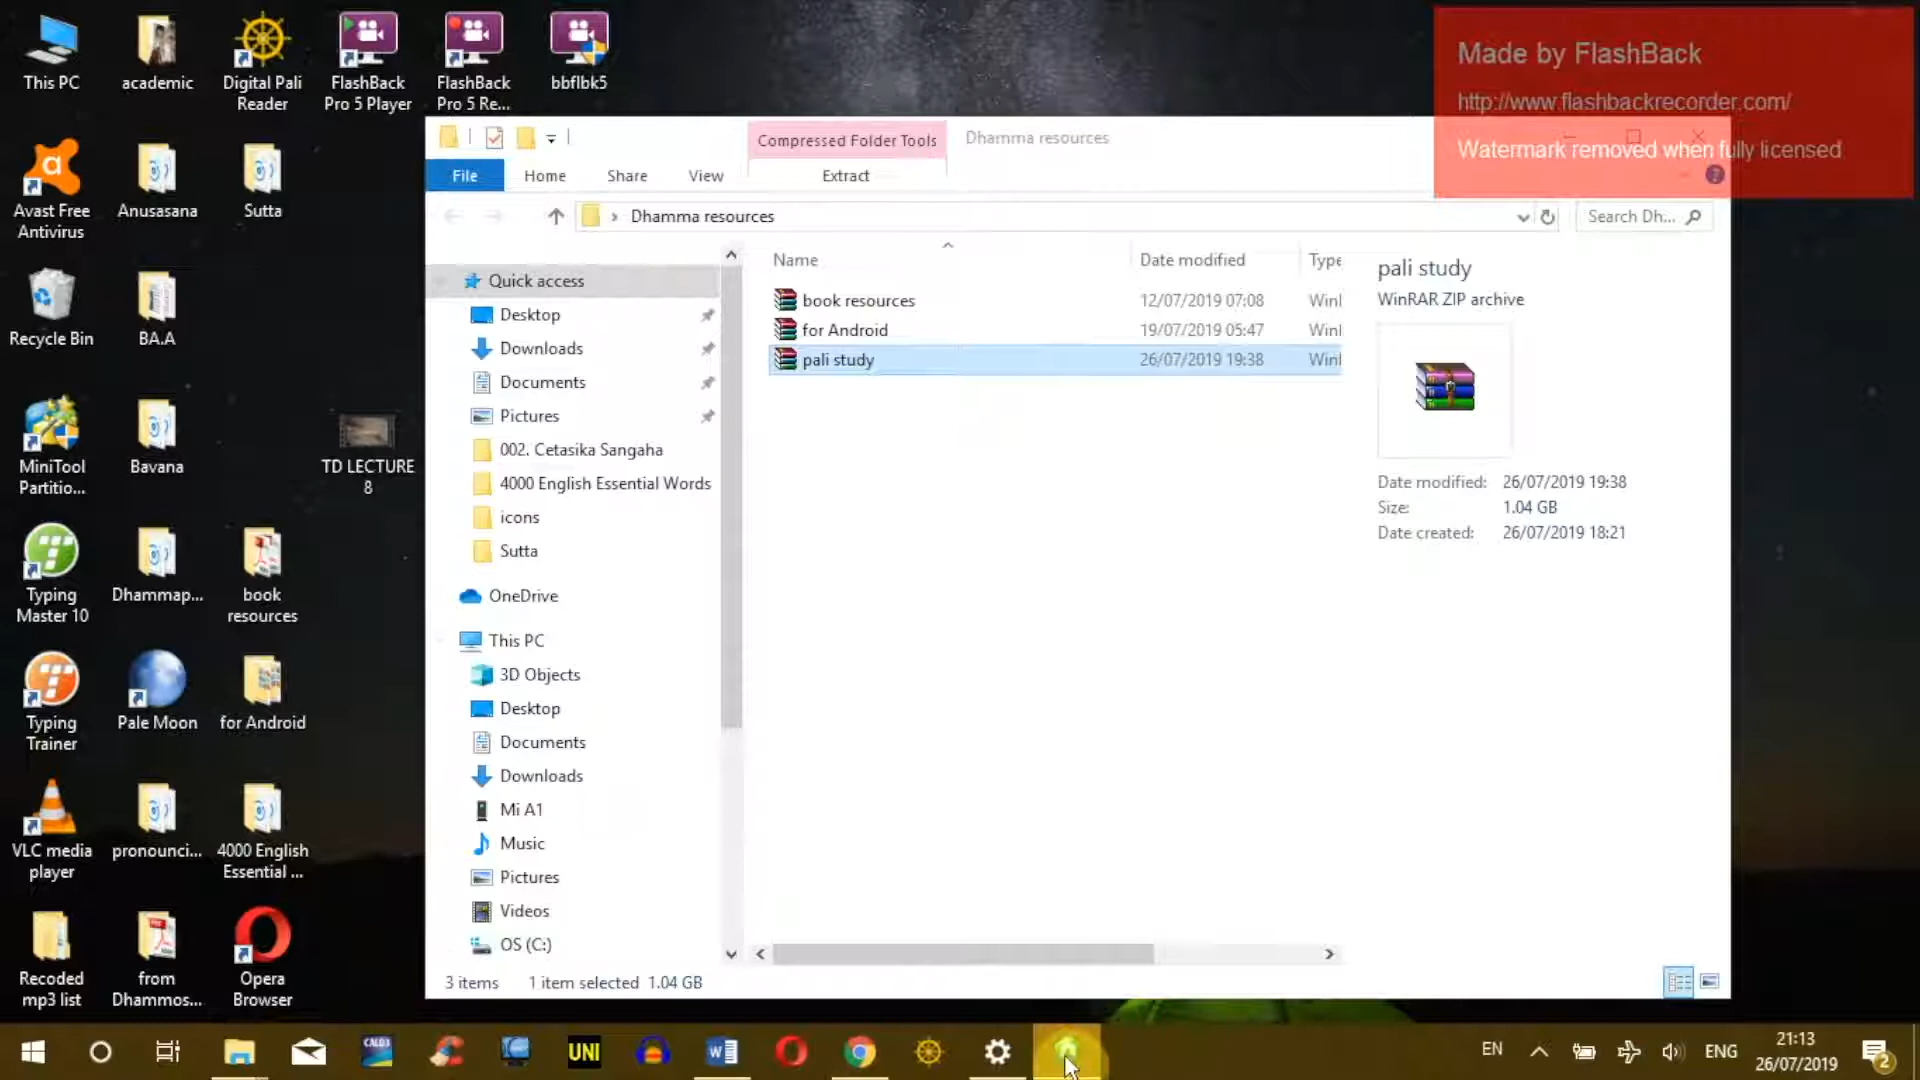 This PC
academic
Digital Pali
Reader
FlashBack
Pro 5 Player
FlashBack
Pro 5 Re...
bbflbk5
Made by FlashBack
http://www.flashbackrecorder.com/
Watermark removed when fully licensed
Compressed Folder Tools
Dhamma resources
File
Home
Share
View
Extract
Dhamma resources
Search Dh...
Avast Free
Antivirus
Anusasana
Sutta
Recycle Bin
BA.A
MiniTool
Partitio...
Bavana
TD LECTURE
8
Typing
Master 10
Dhammap...
book
resources
Typing
Trainer
Pale Moon
for Android
VLC media
player
pronounci...
4000 English
Essential ...
Recoded
mp3 list
from
Dhammos...
Opera
Browser
Quick access
Desktop
Downloads
Documents
Pictures
002. Cetasika Sangaha
4000 English Essential Words
icons
Sutta
OneDrive
This PC
3D Objects
Desktop
Documents
Downloads
Mi A1
Music
Pictures
Videos
OS (C:)
Name Date modified Type
book resources 12/07/2019 07:08 Win
for Android 19/07/2019 05:47 Win
pali study 26/07/2019 19:38 Win
pali study
WinRAR ZIP archive
Date modified: 26/07/2019 19:38
Size: 1.04 GB
Date created: 26/07/2019 18:21
3 items 1 item selected 1.04 GB
CALD3
UNI
EN
ENG
21:13
26/07/2019
2